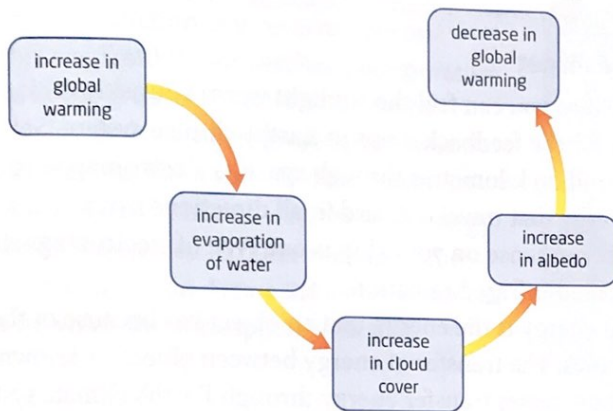 increase in
global
warming
increase in
evaporation
of water
increase
in cloud
cover
increase
in albedo
decrease in
global
warming